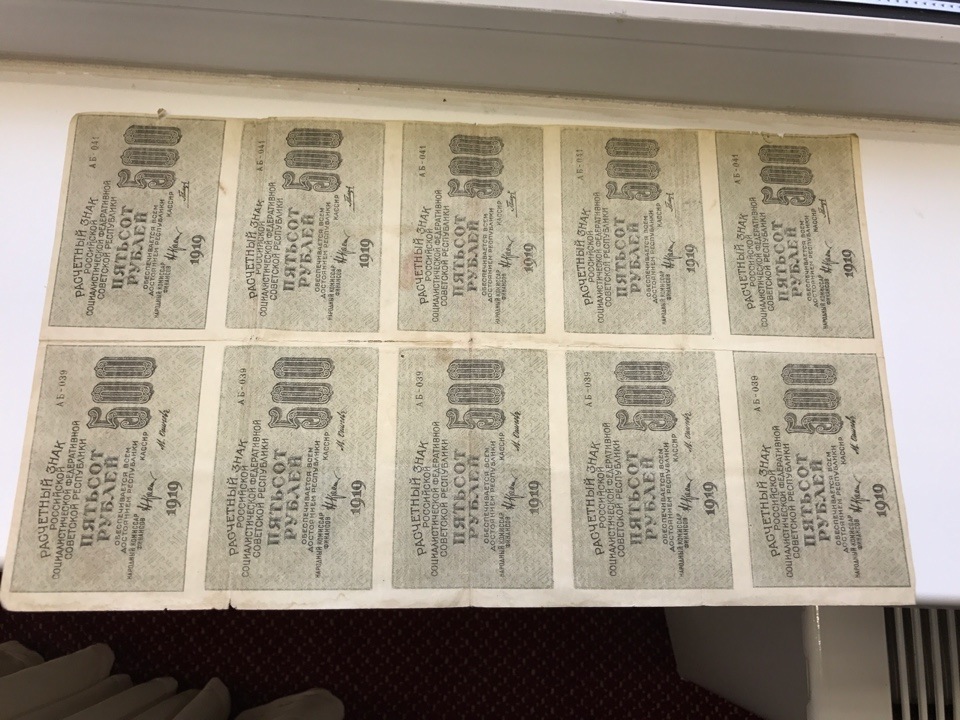 РАСЧЕТНЫЙ ЗНАК
РОССИЙСКОЙ АБ-039
СОЦИАЛИСТИЧЕСКОЙ ФЕДЕРАТИВНОЙ
СОВЕТСКОЙ РЕСПУБЛИКИ
ПЯТЬСОТ
РУБЛЕЙ 500
ОБЕСПЕЧИВАЕТСЯ ВСЕМ
ДОСТОЯНИЕМ РЕСПУБЛИКИ
НАРОДНЫЙ КОМИССАР КАССИР
ФИНАНСОВ
1919
РАСЧЕТНЫЙ ЗНАК
РОССИЙСКОЙ АБ-041
СОЦИАЛИСТИЧЕСКОЙ ФЕДЕРАТИВНОЙ
СОВЕТСКОЙ РЕСПУБЛИКИ
ПЯТЬСОТ
РУБЛЕЙ 500
ОБЕСПЕЧИВАЕТСЯ ВСЕМ
ДОСТОЯНИЕМ РЕСПУБЛИКИ
НАРОДНЫЙ КОМИССАР КАССИР
ФИНАНСОВ
1919
РАСЧЕТНЫЙ ЗНАК
РОССИЙСКОЙ АБ-039
СОЦИАЛИСТИЧЕСКОЙ ФЕДЕРАТИВНОЙ
СОВЕТСКОЙ РЕСПУБЛИКИ
ПЯТЬСОТ
РУБЛЕЙ 500
ОБЕСПЕЧИВАЕТСЯ ВСЕМ
ДОСТОЯНИЕМ РЕСПУБЛИКИ
НАРОДНЫЙ КОМИССАР КАССИР
ФИНАНСОВ
1919
РАСЧЕТНЫЙ ЗНАК
РОССИЙСКОЙ АБ-041
СОЦИАЛИСТИЧЕСКОЙ ФЕДЕРАТИВНОЙ
СОВЕТСКОЙ РЕСПУБЛИКИ
ПЯТЬСОТ
РУБЛЕЙ 500
ОБЕСПЕЧИВАЕТСЯ ВСЕМ
ДОСТОЯНИЕМ РЕСПУБЛИКИ
НАРОДНЫЙ КОМИССАР КАССИР
ФИНАНСОВ
1919
РАСЧЕТНЫЙ ЗНАК
РОССИЙСКОЙ АБ-039
СОЦИАЛИСТИЧЕСКОЙ ФЕДЕРАТИВНОЙ
СОВЕТСКОЙ РЕСПУБЛИКИ
ПЯТЬСОТ
РУБЛЕЙ 500
ОБЕСПЕЧИВАЕТСЯ ВСЕМ
ДОСТОЯНИЕМ РЕСПУБЛИКИ
НАРОДНЫЙ КОМИССАР КАССИР
ФИНАНСОВ
1919
РАСЧЕТНЫЙ ЗНАК
РОССИЙСКОЙ АБ-041
СОЦИАЛИСТИЧЕСКОЙ ФЕДЕРАТИВНОЙ
СОВЕТСКОЙ РЕСПУБЛИКИ
ПЯТЬСОТ
РУБЛЕЙ 500
ОБЕСПЕЧИВАЕТСЯ ВСЕМ
ДОСТОЯНИЕМ РЕСПУБЛИКИ
НАРОДНЫЙ КОМИССАР КАССИР
ФИНАНСОВ
1919
РАСЧЕТНЫЙ ЗНАК
РОССИЙСКОЙ АБ-039
СОЦИАЛИСТИЧЕСКОЙ ФЕДЕРАТИВНОЙ
СОВЕТСКОЙ РЕСПУБЛИКИ
ПЯТЬСОТ
РУБЛЕЙ 500
ОБЕСПЕЧИВАЕТСЯ ВСЕМ
ДОСТОЯНИЕМ РЕСПУБЛИКИ
НАРОДНЫЙ КОМИССАР КАССИР
ФИНАНСОВ
1919
РАСЧЕТНЫЙ ЗНАК
РОССИЙСКОЙ АБ-041
СОЦИАЛИСТИЧЕСКОЙ ФЕДЕРАТИВНОЙ
СОВЕТСКОЙ РЕСПУБЛИКИ
ПЯТЬСОТ
РУБЛЕЙ 500
ОБЕСПЕЧИВАЕТСЯ ВСЕМ
ДОСТОЯНИЕМ РЕСПУБЛИКИ
НАРОДНЫЙ КОМИССАР КАССИР
ФИНАНСОВ
1919
РАСЧЕТНЫЙ ЗНАК
РОССИЙСКОЙ АБ-039
СОЦИАЛИСТИЧЕСКОЙ ФЕДЕРАТИВНОЙ
СОВЕТСКОЙ РЕСПУБЛИКИ
ПЯТЬСОТ
РУБЛЕЙ 500
ОБЕСПЕЧИВАЕТСЯ ВСЕМ
ДОСТОЯНИЕМ РЕСПУБЛИКИ
НАРОДНЫЙ КОМИССАР КАССИР
ФИНАНСОВ
1919
РАСЧЕТНЫЙ ЗНАК
РОССИЙСКОЙ АБ-041
СОЦИАЛИСТИЧЕСКОЙ ФЕДЕРАТИВНОЙ
СОВЕТСКОЙ РЕСПУБЛИКИ
ПЯТЬСОТ
РУБЛЕЙ 500
ОБЕСПЕЧИВАЕТСЯ ВСЕМ
ДОСТОЯНИЕМ РЕСПУБЛИКИ
НАРОДНЫЙ КОМИССАР КАССИР
ФИНАНСОВ
1919